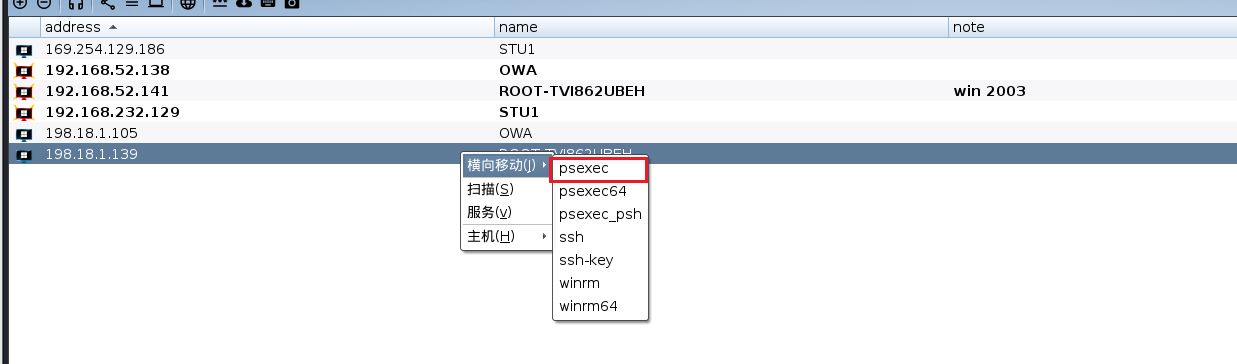 address name note
169.254.129.186 STU1
192.168.52.138 OWA
192.168.52.141 ROOT-TVI862UBEH win 2003
192.168.232.129 STU1
198.18.1.105 OWA
198.18.1.139 ROOT-TVI862UBEH
横向移动(J)
扫描(S)
服务(v)
主机(H)
psexec
psexec64
psexec_psh
ssh
ssh-key
winrm
winrm64